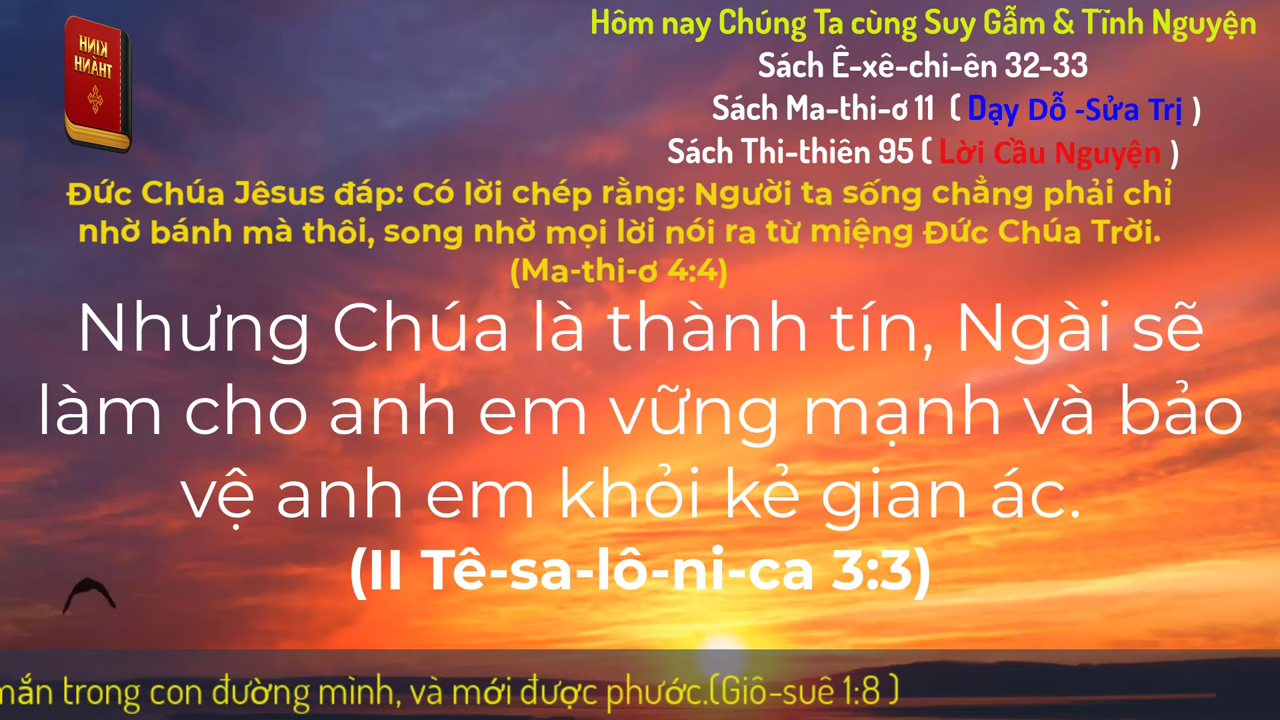 KINH
THÁNH
Hôm nay Chúng Ta cùng Suy Gẫm & Tĩnh Nguyện
Sách Ê-xê-chi-ên 32-33
Sách Ma-thi-ơ 11 ( Dạy Dỗ -Sửa Trị )
Sách Thi-thiên 95 ( Lời Cầu Nguyện )
Đức Chúa Jêsus đáp: Có lời chép rằng: Người ta sống chẳng phải chỉ
nhờ bánh mà thôi, song nhờ mọi lời nói ra từ miệng Đức Chúa Trời.
(Ma-thi-ơ 4:4)
Nhưng Chúa là thành tín, Ngài sẽ
làm cho anh em vững mạnh và bảo
vệ anh em khỏi kẻ gian ác.
(II Tê-sa-lô-ni-ca 3:3)
trong con đường mình, và mới được phước.(Giô-suê 1:8 )